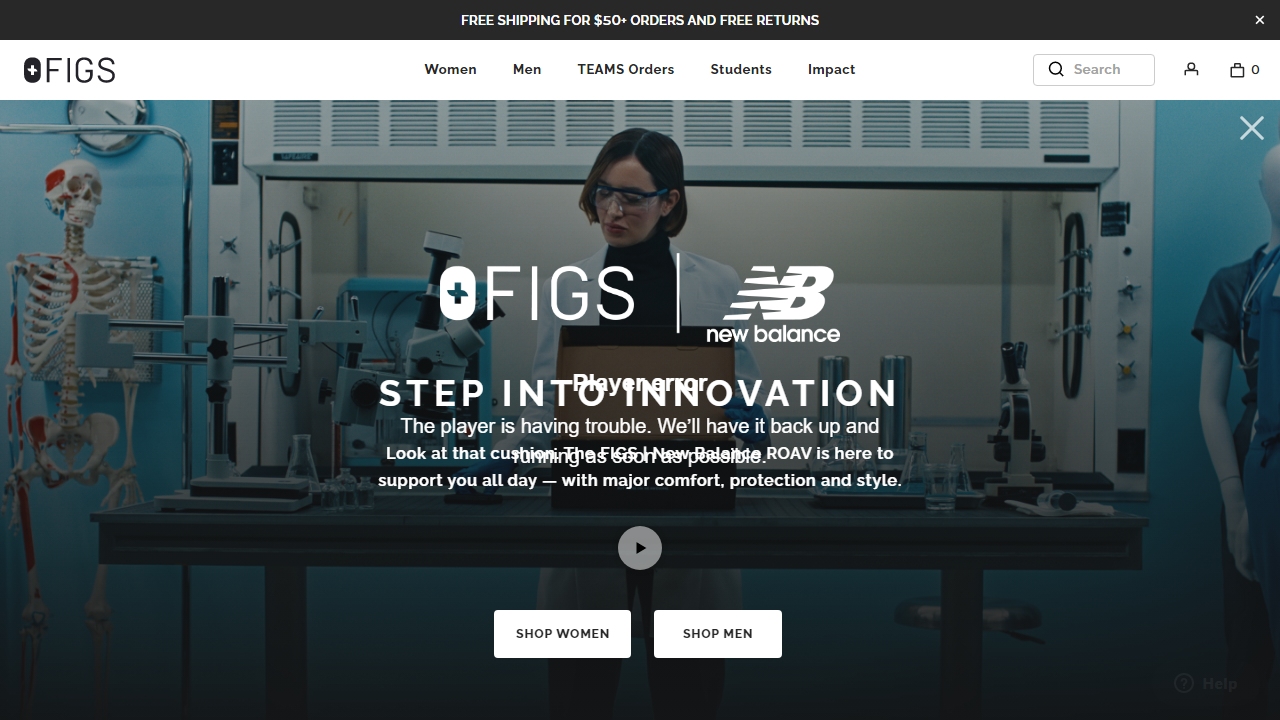 FREE SHIPPING FOR $50+ ORDERS AND FREE RETURNS
FIGS
Women
Men
TEAMS Orders
Students
Impact
Search
0
FIGS
NB
new balance
Player error
STEP INTO INNOVATION
The player is having trouble. We'll have it back up and
running as soon as possible.
Look at that cushion. The FIGS | New Balance ROAV is here to
support you all day — with major comfort, protection and style.
SHOP WOMEN
SHOP MEN
Help